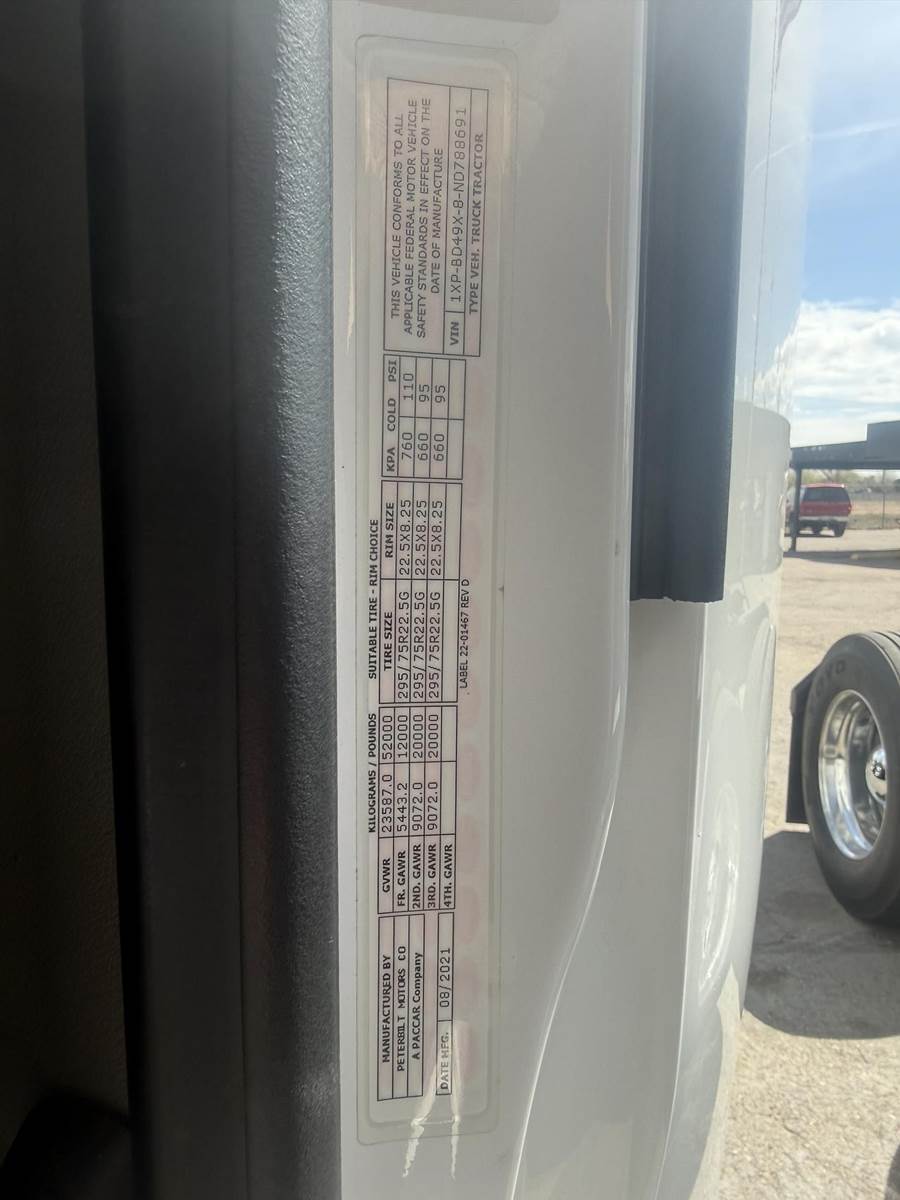 MANUFACTURED BY
PETERBILT MOTORS CO
A PACCAR Company
DATE MFG. 08/2021
KILOGRAMS / POUNDS
GVWR 23587.0 52000
FR. GAWR 5443.2 12000
2ND. GAWR 9072.0 20000
3RD. GAWR 9072.0 20000
4TH. GAWR
SUITABLE TIRE - RIM CHOICE
TIRE SIZE RIM SIZE
295/75R22.5G 22.5X8.25
295/75R22.5G 22.5X8.25
295/75R22.5G 22.5X8.25
LABEL 22-01467 REV D
KPA COLD PSI
760 110
660 95
660 95
THIS VEHICLE CONFORMS TO ALL
APPLICABLE FEDERAL MOTOR VEHICLE
SAFETY STANDARDS IN EFFECT ON THE
DATE OF MANUFACTURE
VIN 1XP-BD49X-8-ND788691
TYPE VEH. TRUCK TRACTOR